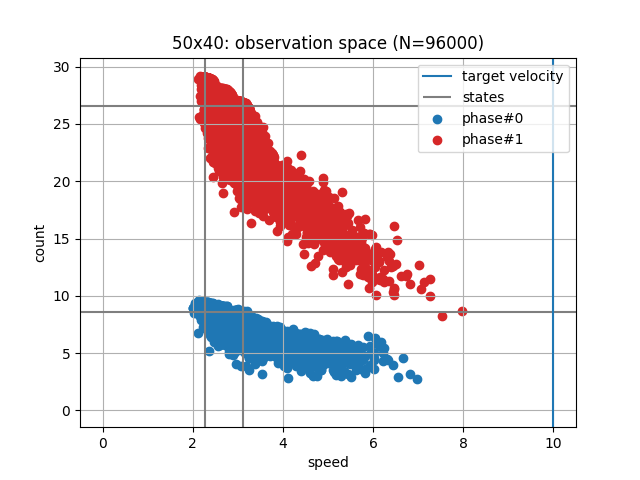 50x40: observation space (N=96000)
target velocity
states
phase#0
phase#1
count
30
25
20
15
10
5
0
0 2 4 6 8 10
speed